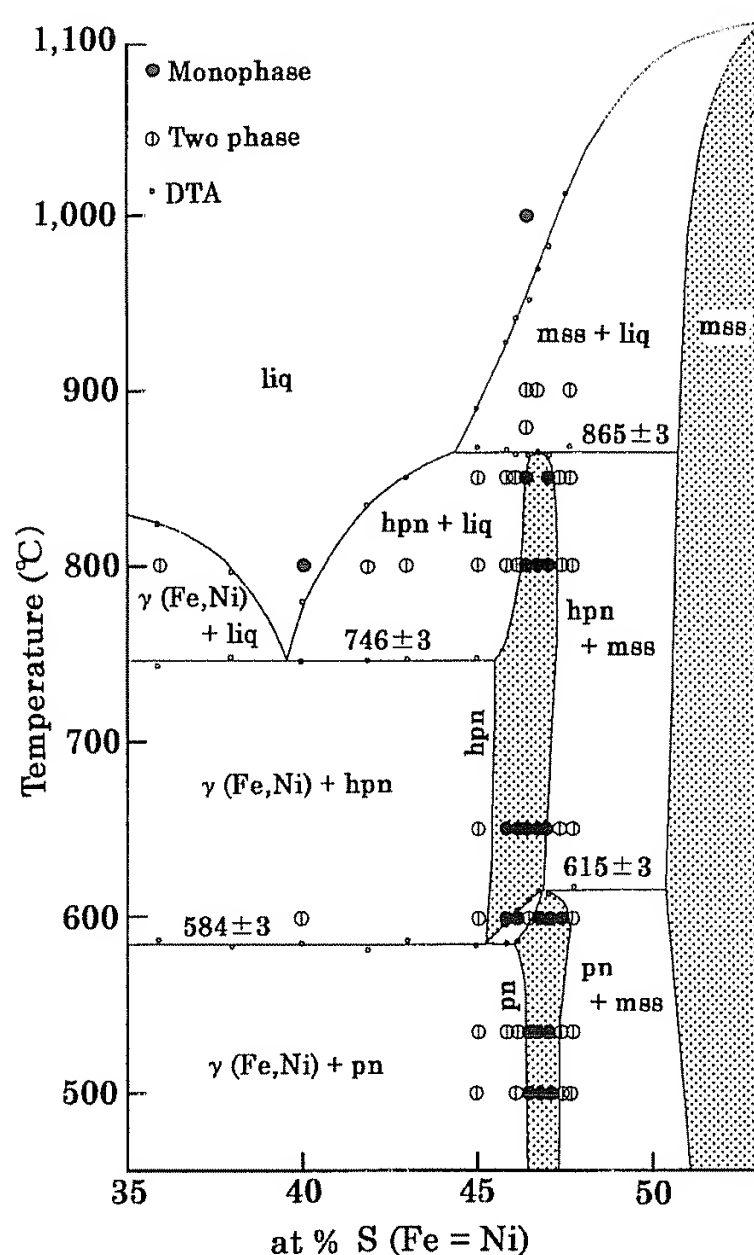 1,100
Monophase
Two phase
DTA
1,000
mss + liq
mss
liq
900
865±3
hpn + liq
800
γ (Fe,Ni)
+ liq
746±3
hpn
+ mss
Temperature (℃)
700
hpn
γ (Fe,Ni) + hpn
615±3
600
584±3
pn
pn
+ mss
γ (Fe,Ni) + pn
500
35 40 45 50
at % S (Fe = Ni)